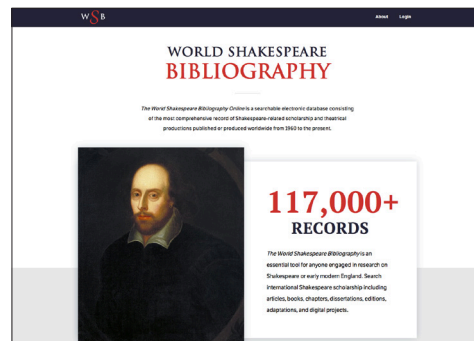 WSB
About Login
WORLD SHAKESPEARE
BIBLIOGRAPHY
The World Shakespeare Bibliography Online is a searchable electronic database consisting
of the most comprehensive record of Shakespeare-related scholarship and theatrical
productions published or produced worldwide from 1960 to the present.
117,000+
RECORDS
The World Shakespeare Bibliography is an
essential tool for anyone engaged in research on
Shakespeare or early modern England. Search
international Shakespeare scholarship including
articles, books, chapters, dissertations, editions,
adaptations, and digital projects.